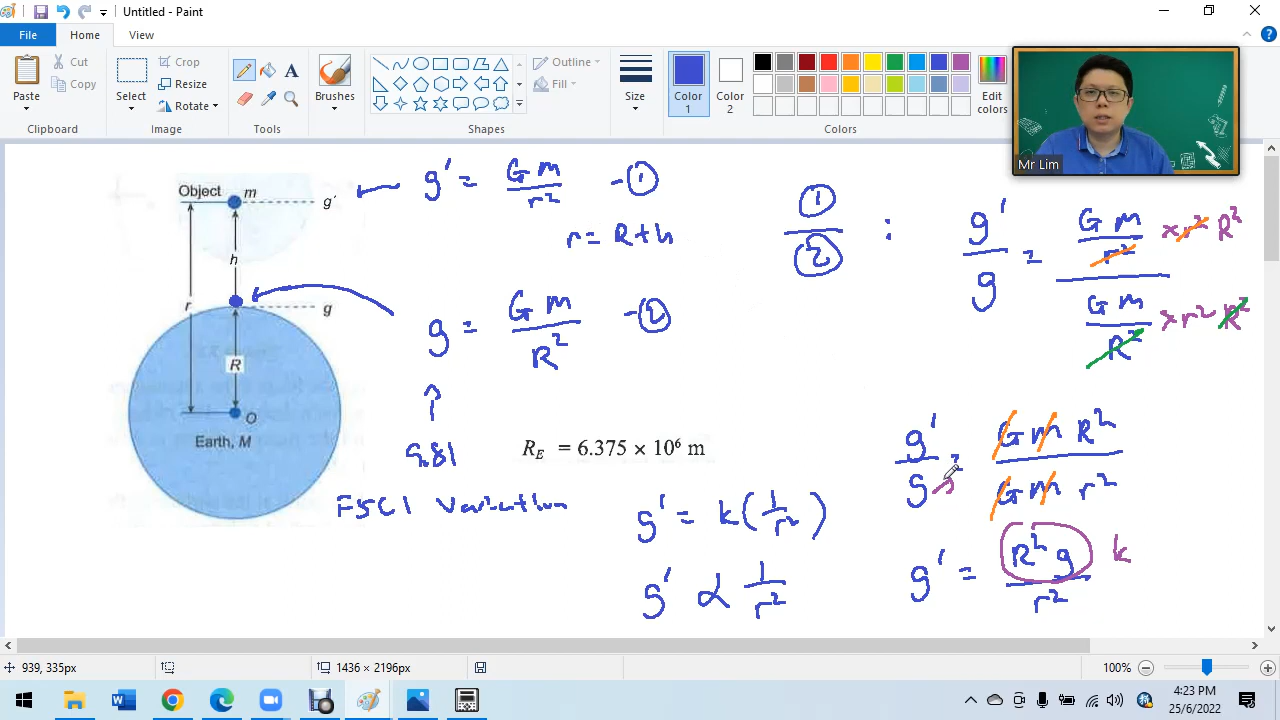 Untitled - Paint
File
Home
View
Paste
Cut
Copy
Clipboard
Select
Crop
Resize
Rotate
Image
A
Tools
Brushes
Shapes
Outline
Fill
Size
Color 1
Color 2
Edit colors
Colors
Mr Lim
Object
m
g'
h
r
g
R
O
Earth, M
g' = GM/r² -①
r = R+h
g = GM/R² -②
9.81
R_E = 6.375 × 10⁶ m
F5C1 Variation
g' = k(1/r²)
g' ∝ 1/r²
①/② : g'/g = (GM/r² × r² R²)/(GM/R² × r² R²)
g'/g = GMR²/GMr²
g' = R²g/r² k
939, 335px
1436 × 2196px
100%
4:23 PM
25/6/2022